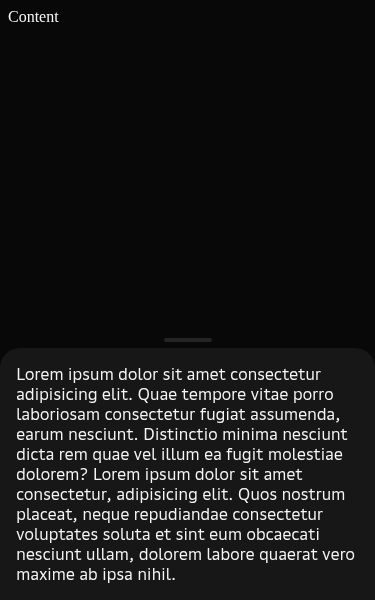 Content
Lorem ipsum dolor sit amet consectetur
adipisicing elit. Quae tempore vitae porro
laboriosam consectetur fugiat assumenda,
earum nesciunt. Distinctio minima nesciunt
dicta rem quae vel illum ea fugit molestiae
dolorem? Lorem ipsum dolor sit amet
consectetur, adipisicing elit. Quos nostrum
placeat, neque repudiandae consectetur
voluptates soluta et sint eum obcaecati
nesciunt ullam, dolorem labore quaerat vero
maxime ab ipsa nihil.